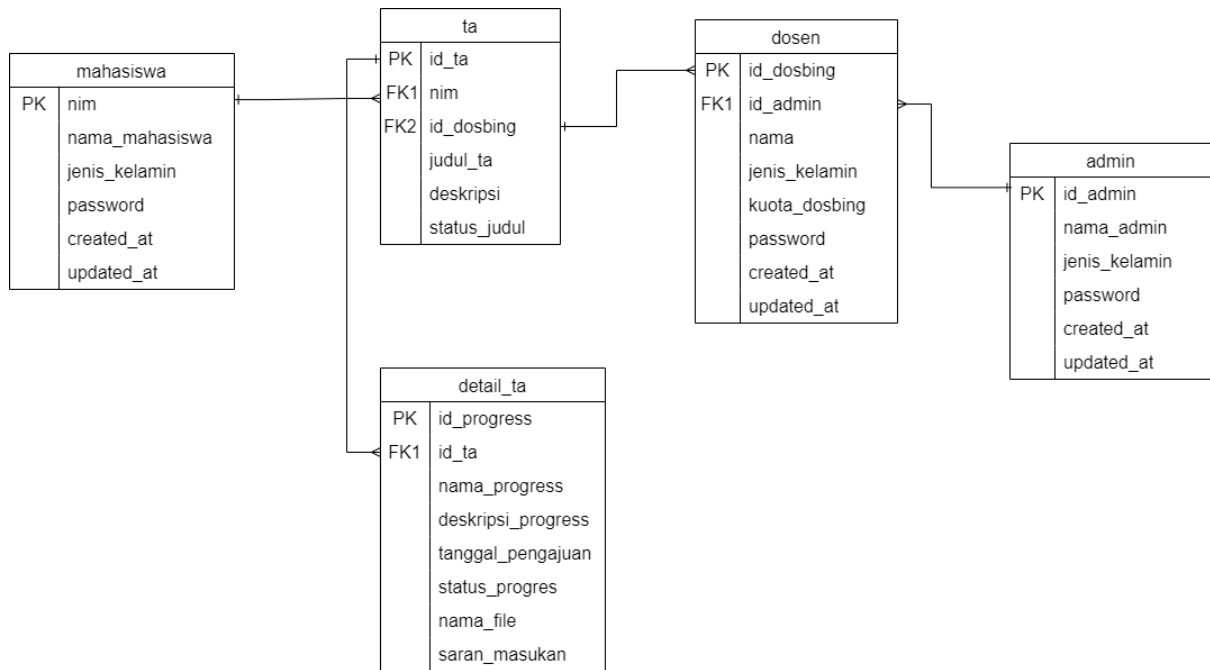 mahasiswa
PK nim
nama_mahasiswa
jenis_kelamin
password
created_at
updated_at
ta
PK id_ta
FK1 nim
FK2 id_dosbing
judul_ta
deskripsi
status_judul
dosen
PK id_dosbing
FK1 id_admin
nama
jenis_kelamin
kuota_dosbing
password
created_at
updated_at
admin
PK id_admin
nama_admin
jenis_kelamin
password
created_at
updated_at
detail_ta
PK id_progress
FK1 id_ta
nama_progress
deskripsi_progress
tanggal_pengajuan
status_progres
nama_file
saran_masukan